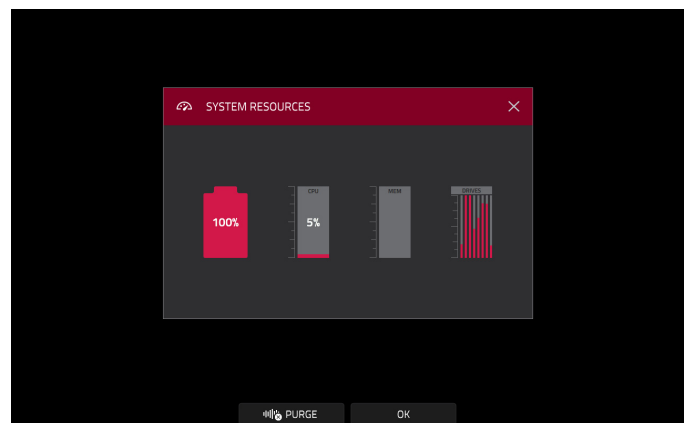 SYSTEM RESOURCES
CPU
MEM
DRIVES
100%
5%
PURGE
OK